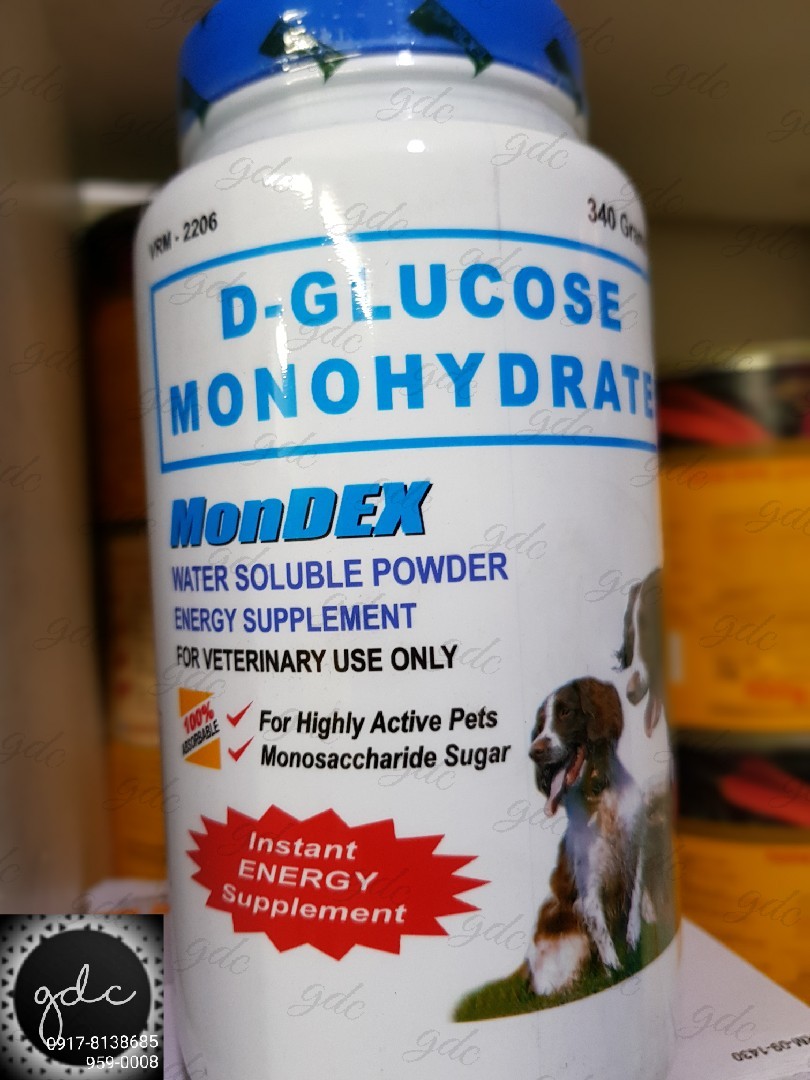 VRM - 2206
340 Gram
D-GLUCOSE
MONOHYDRATE
MonDEX
WATER SOLUBLE POWDER
ENERGY SUPPLEMENT
FOR VETERINARY USE ONLY
100%
ABSORBABLE
For Highly Active Pets
Monosaccharide Sugar
Instant
ENERGY
Supplement
gdc
0917-8138685
959-0008